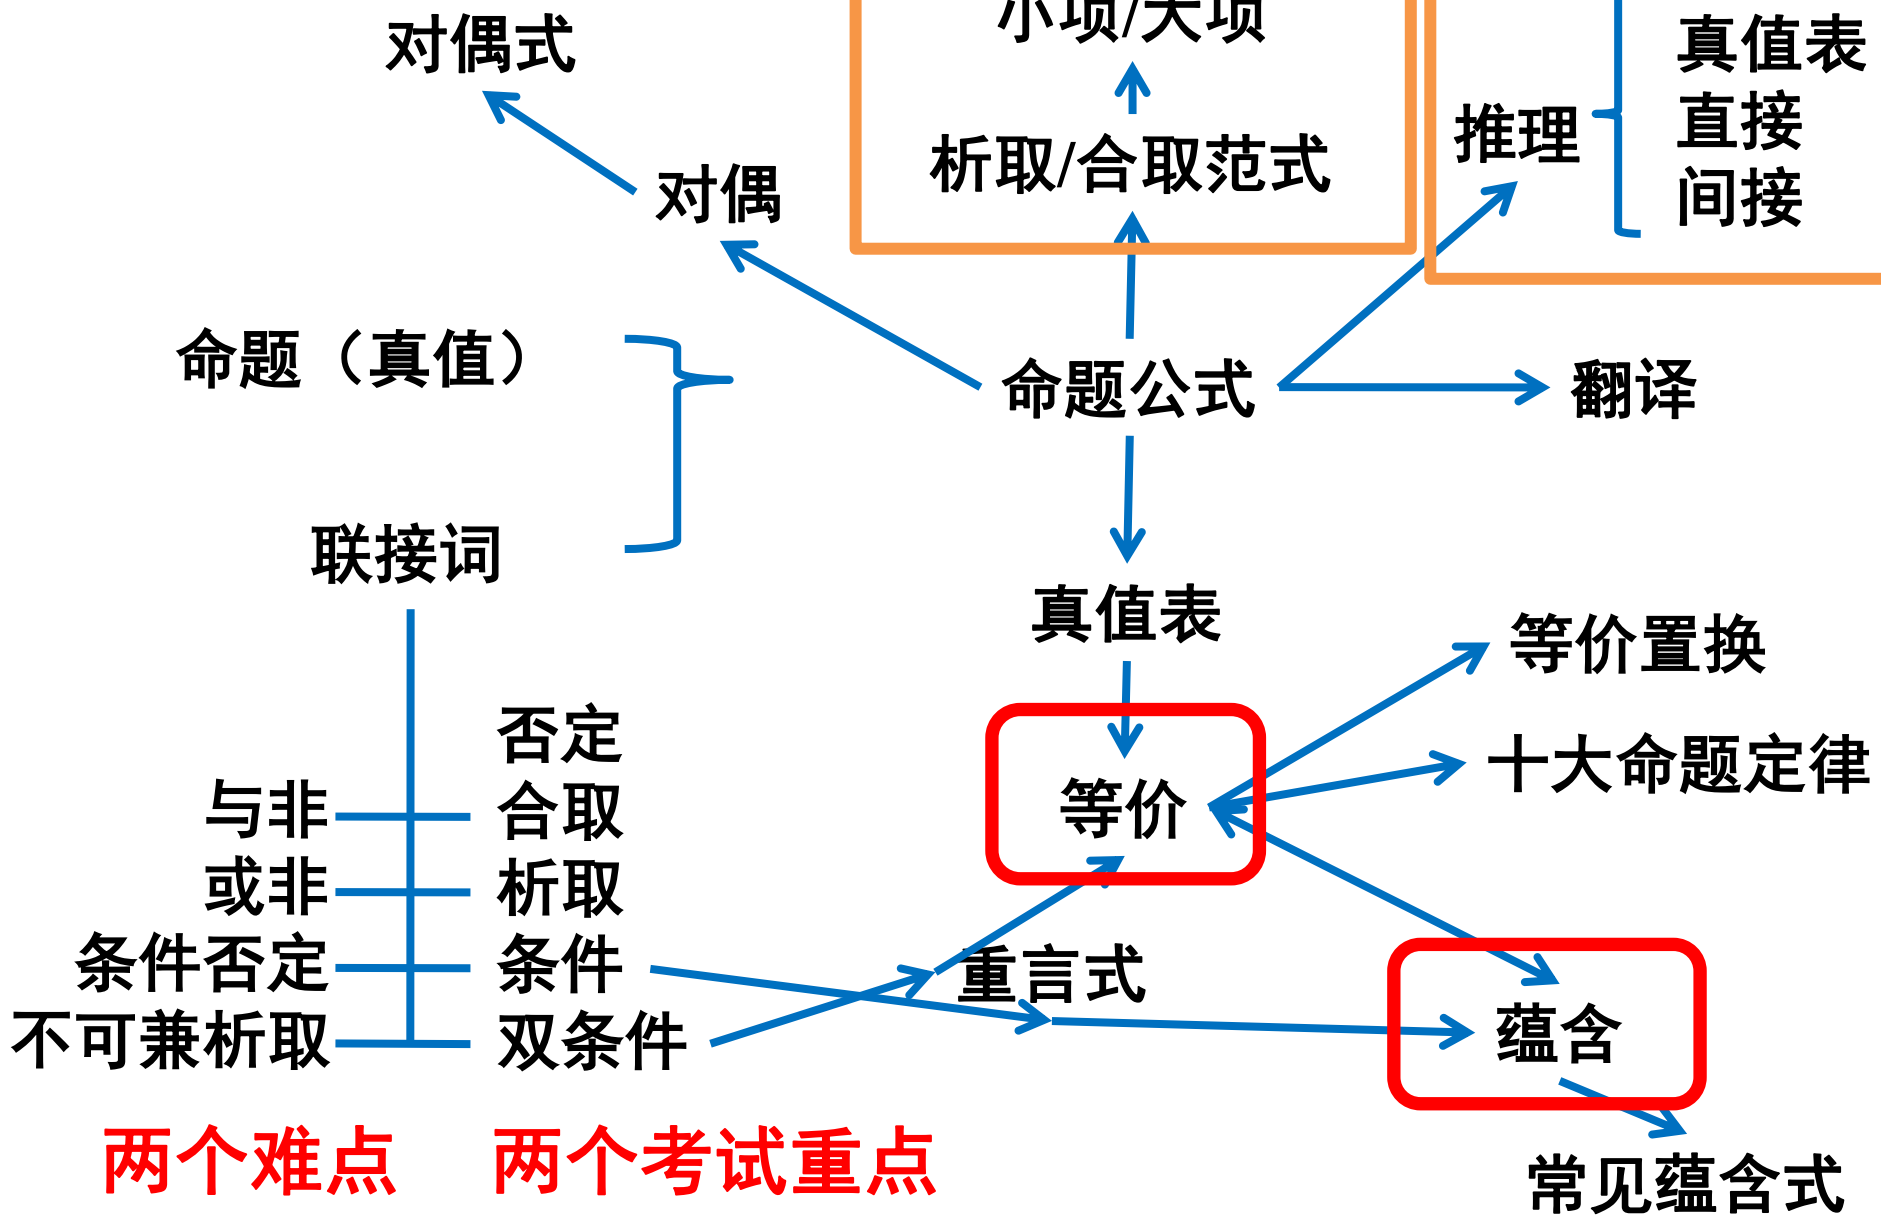 小项/大项
对偶式
真值表
直接
间接
推理
析取/合取范式
对偶
命题（真值）
命题公式
翻译
联接词
真值表
等价置换
十大命题定律
等价
否定
与非
合取
或非
析取
条件否定
条件
不可兼析取
双条件
重言式
蕴含
两个难点
两个考试重点
常见蕴含式